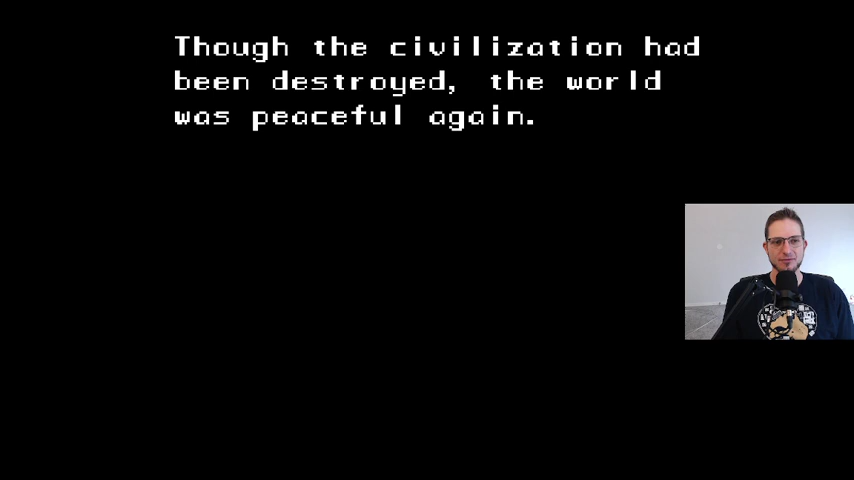 Though the civilization had
been destroyed, the world
was peaceful again.